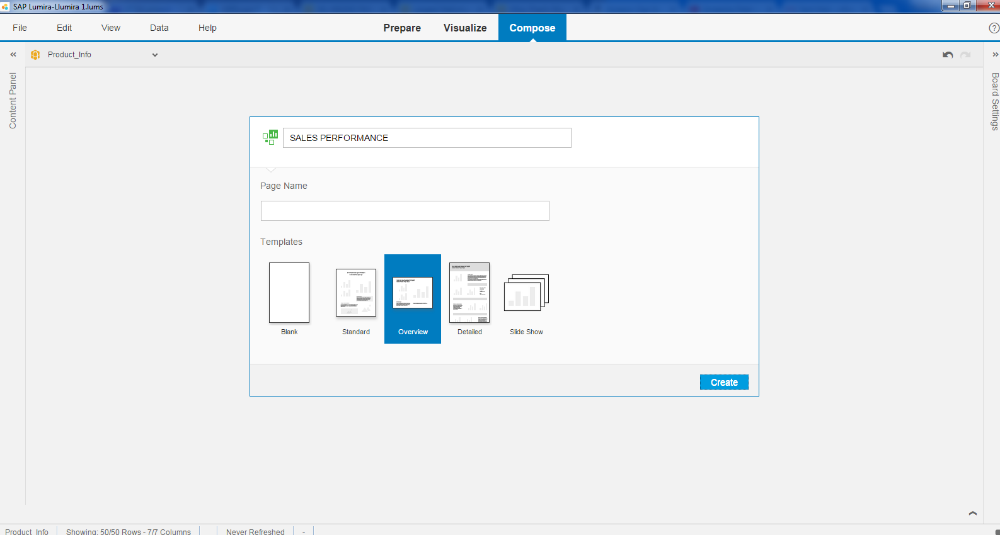 SAP Lumira-Llumira 1.lums
File Edit View Data Help Prepare Visualize Compose ?
Product_Info
Content Panel
Board Settings
SALES PERFORMANCE
Page Name
Templates
Blank Standard Overview Detailed Slide Show
Create
Product_Info Showing: 50/50 Rows - 7/7 Columns Never Refreshed -